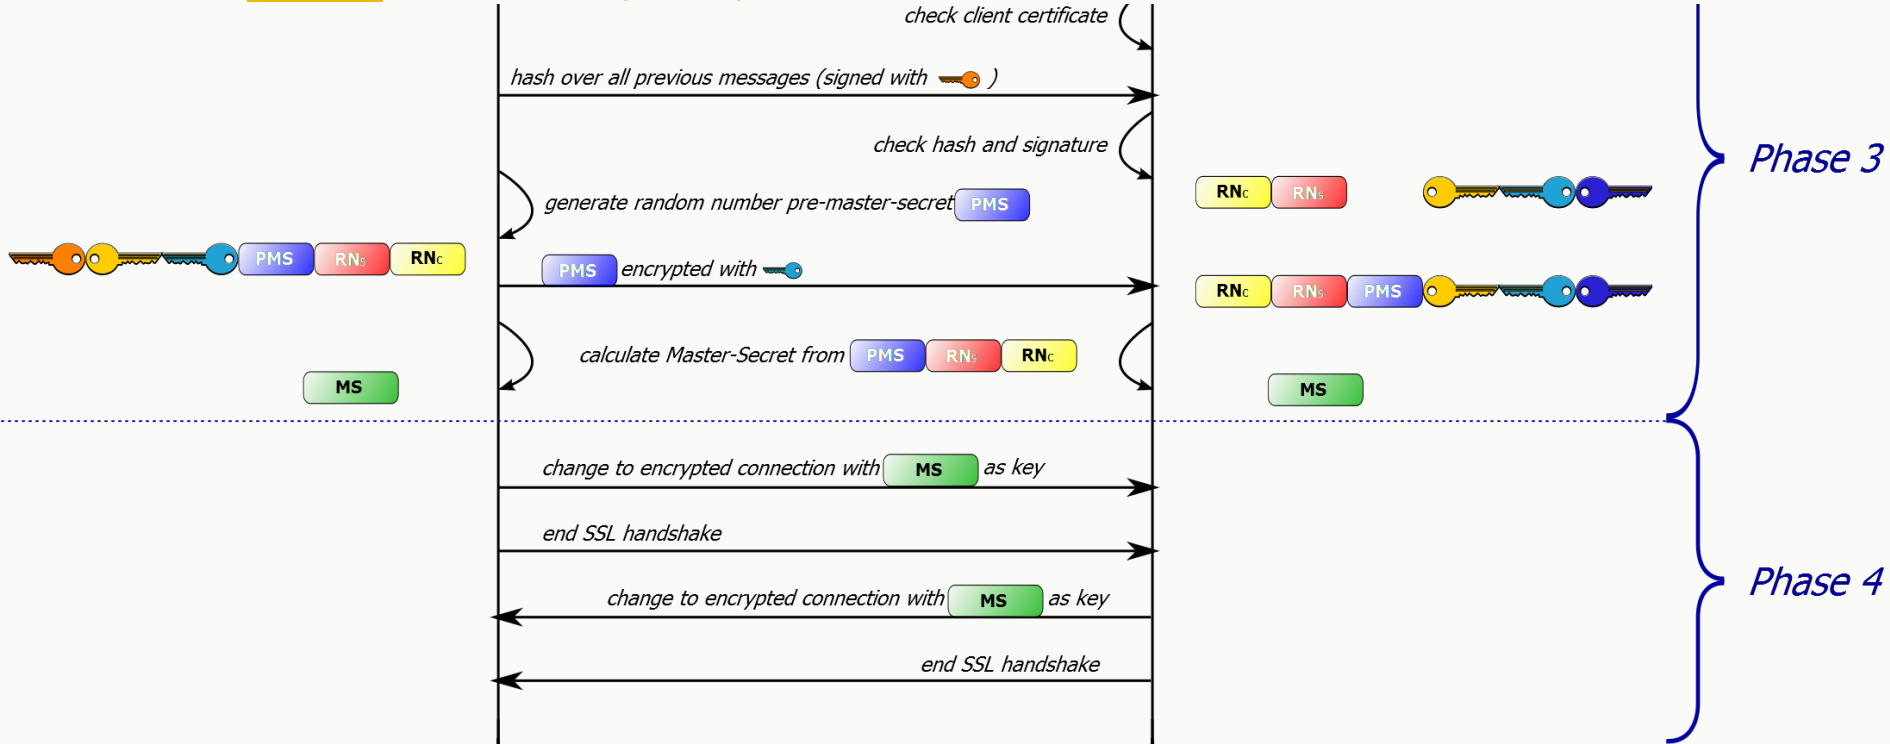 check client certificate
hash over all previous messages (signed with )
check hash and signature
Phase 3
RNC RNS
generate random number pre-master-secret PMS
PMS RNS RNC
PMS encrypted with
RNC RNS PMS
calculate Master-Secret from PMS RNS RNC
MS
MS
change to encrypted connection with MS as key
end SSL handshake
Phase 4
change to encrypted connection with MS as key
end SSL handshake